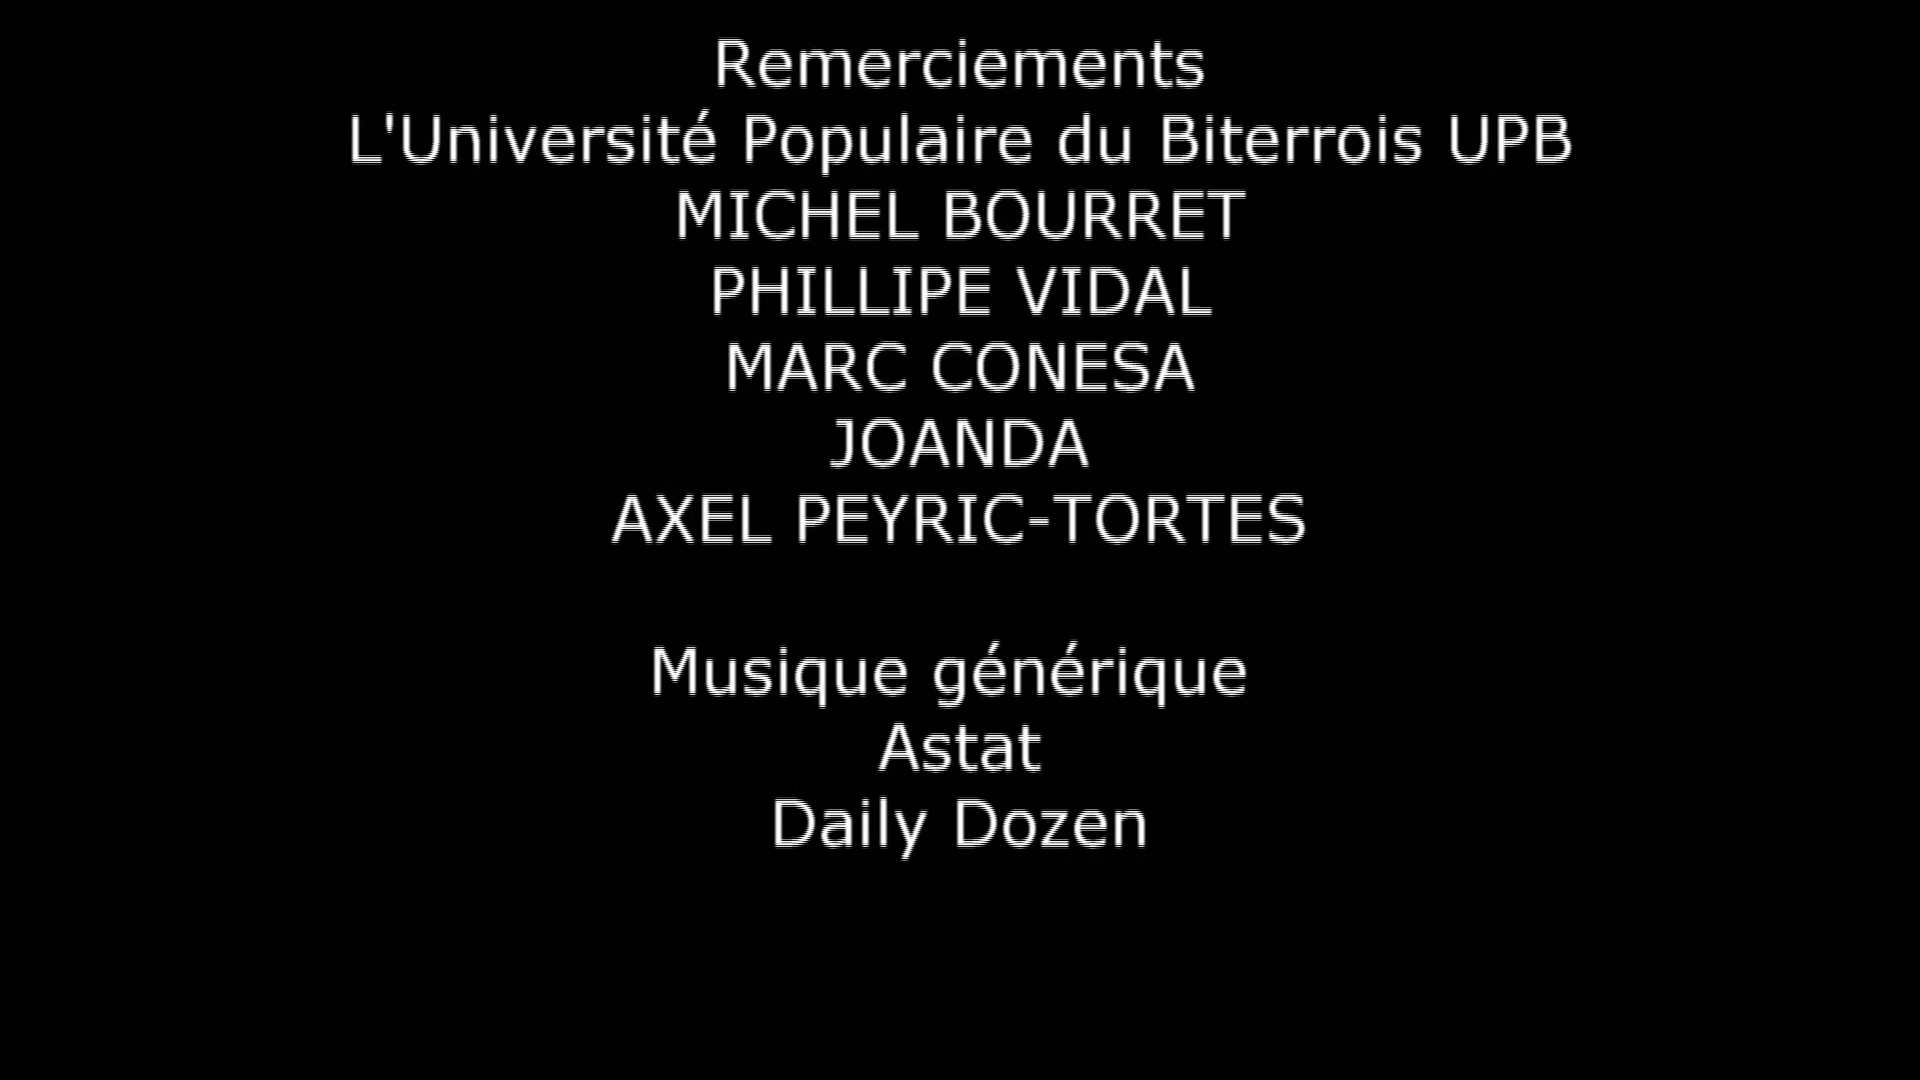 Remerciements
L'Université Populaire du Biterrois UPB
MICHEL BOURRET
PHILLIPE VIDAL
MARC CONESA
JOANDA
AXEL PEYRIC-TORTES
Musique générique
Astat
Daily Dozen